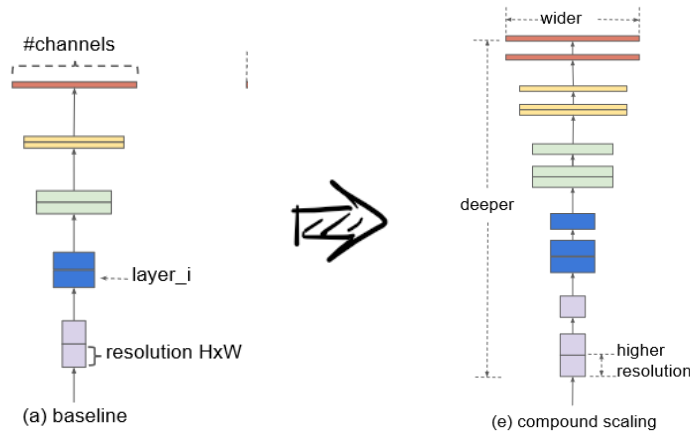 #channels
layer_i
resolution HxW
(a) baseline
wider
deeper
higher
resolution
(e) compound scaling